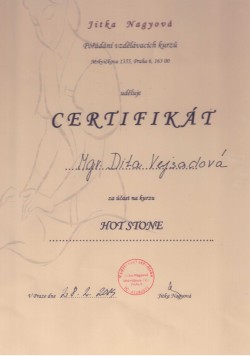 Jitka Nagyová
Pořádání vzdělávacích kurzů
uděluje
CERTIFIKÁT
Mgr. Dita Vejsadová
za účast na kurzu
HOT STONE
V Praze dne
Jitka Nagyová